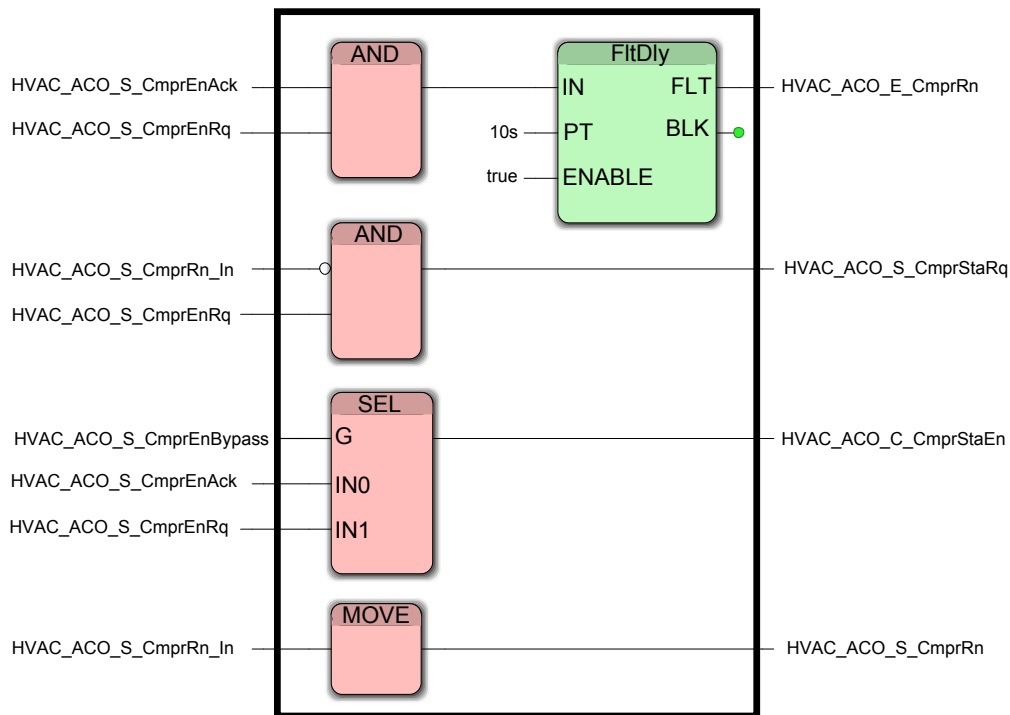 AND
FltDly
HVAC_ACO_S_CmprEnAck
IN
FLT
HVAC_ACO_E_CmprRn
HVAC_ACO_S_CmprEnRq
10s
PT
BLK
true
ENABLE
AND
HVAC_ACO_S_CmprRn_In
HVAC_ACO_S_CmprStaRq
HVAC_ACO_S_CmprEnRq
SEL
HVAC_ACO_S_CmprEnBypass
G
HVAC_ACO_C_CmprStaEn
HVAC_ACO_S_CmprEnAck
IN0
HVAC_ACO_S_CmprEnRq
IN1
MOVE
HVAC_ACO_S_CmprRn_In
HVAC_ACO_S_CmprRn